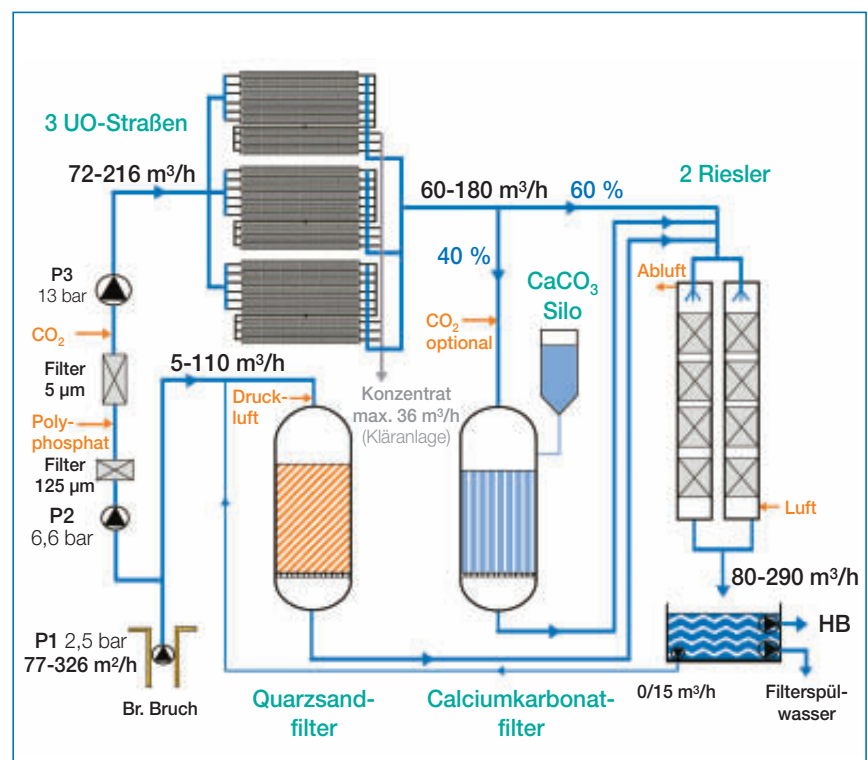 3 UO-Straßen
72-216 m³/h
60-180 m³/h
60 %
2 Riesler
40 %
P3
13 bar
CO₂
Filter
5 µm
Poly-
phosphat
Filter
125 µm
P2
6,6 bar
5-110 m³/h
Druck-
luft
Konzentrat
max. 36 m³/h
(Kläranlage)
CO₂
optional
CaCO₃
Silo
Abluft
Luft
80-290 m³/h
HB
P1 2,5 bar
77-326 m²/h
Br. Bruch
Quarzsand-
filter
Calciumkarbonat-
filter
0/15 m³/h
Filterspül-
wasser